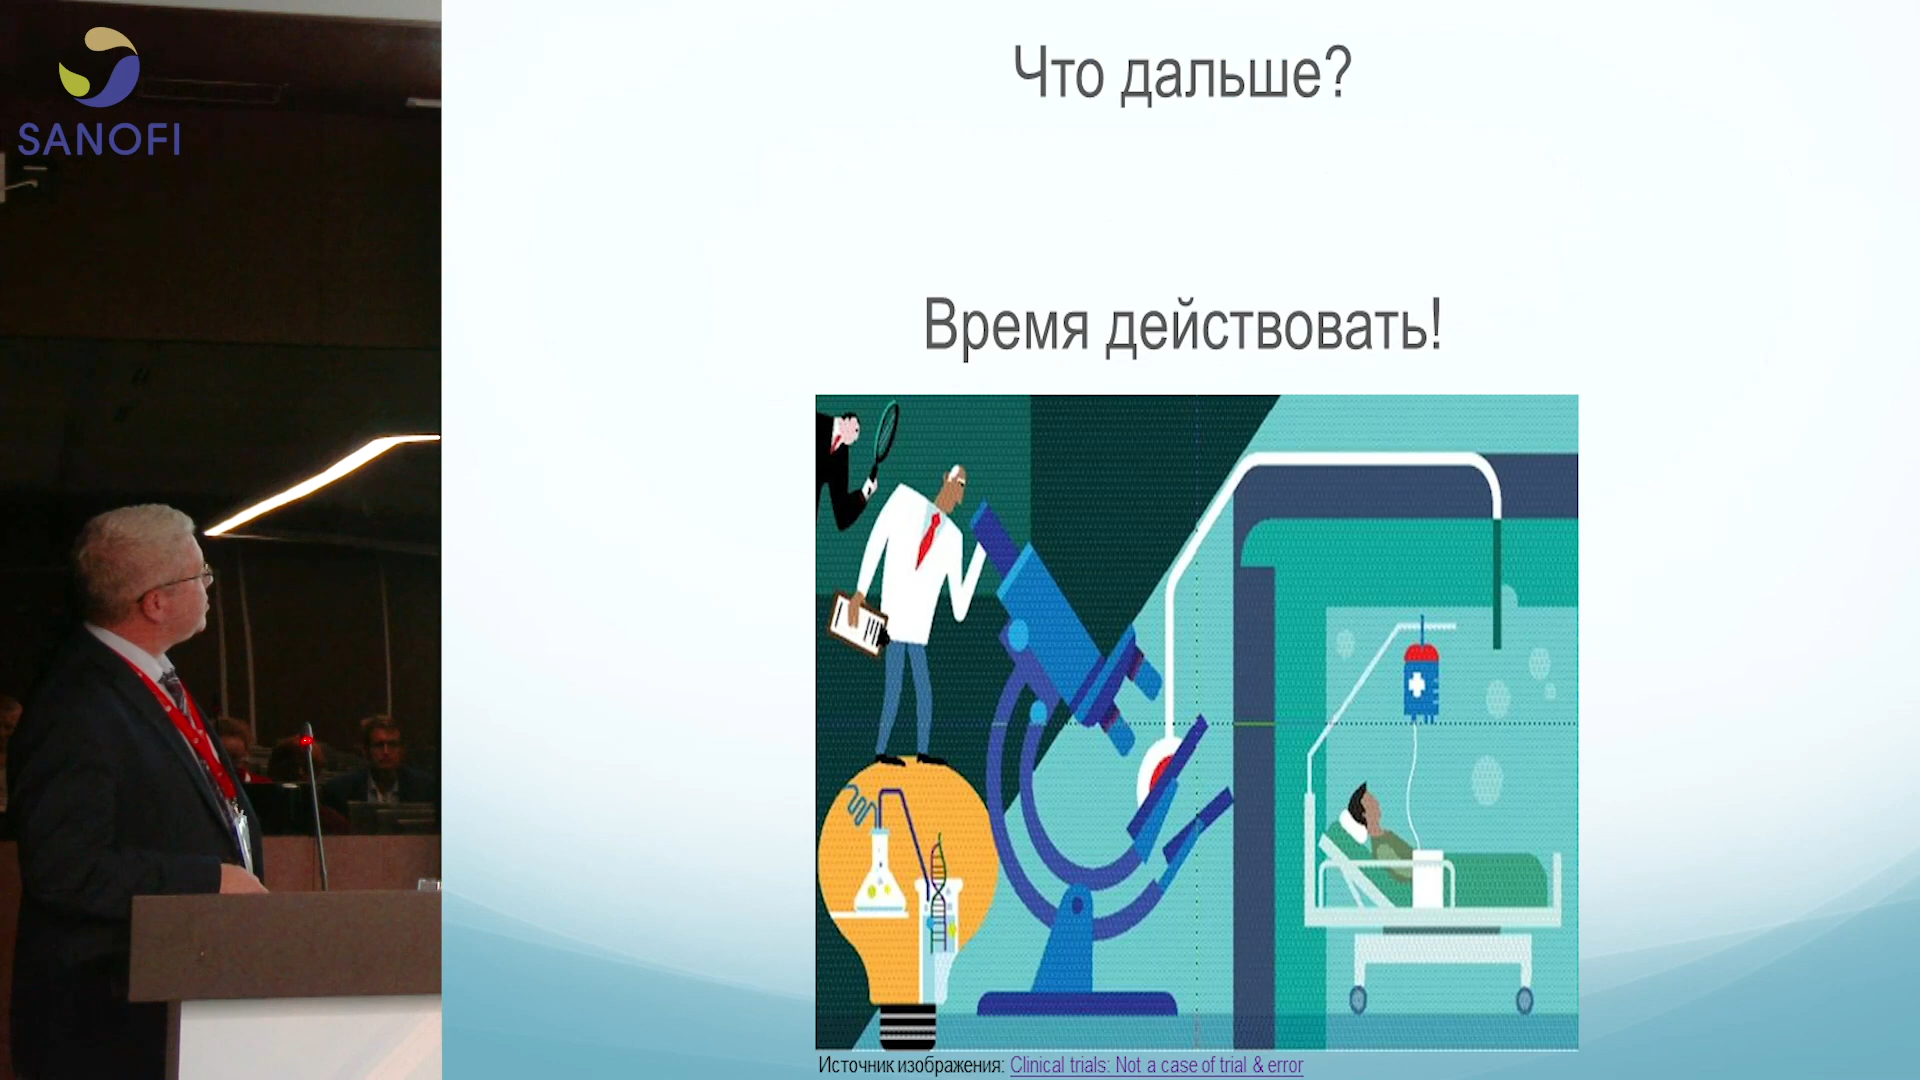 SANOFI
Что дальше?
Время действовать!
Источник изображения: Clinical trials: Not a case of trial & error